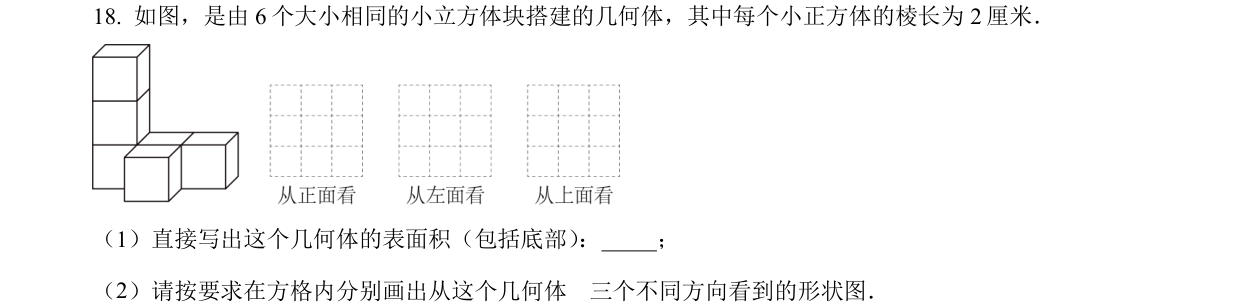 18. 如图，是由 6 个大小相同的小立方体块搭建的几何体，其中每个小正方体的棱长为 2 厘米．
从正面看 从左面看 从上面看
（1）直接写出这个几何体的表面积（包括底部）：_____；
（2）请按要求在方格内分别画出从这个几何体 三个不同方向看到的形状图．